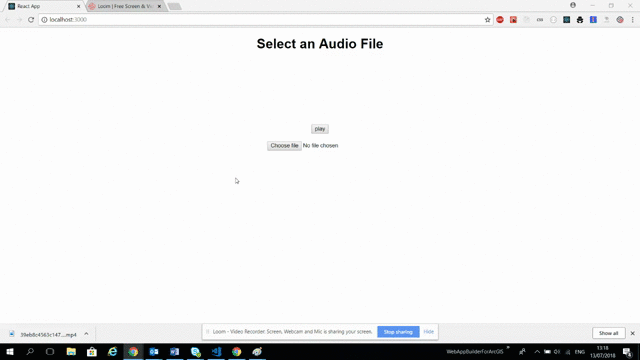 React App
Loom | Free Screen & Vi
localhost:3000
Select an Audio File
play
Choose file No file chosen
39eb8c4563c147....mp4
Loom - Video Recorder: Screen, Webcam and Mic is sharing your screen.
Stop sharing
Hide
Show all
WebAppBuilderForArcGIS
ENG
13:18
13/07/2018